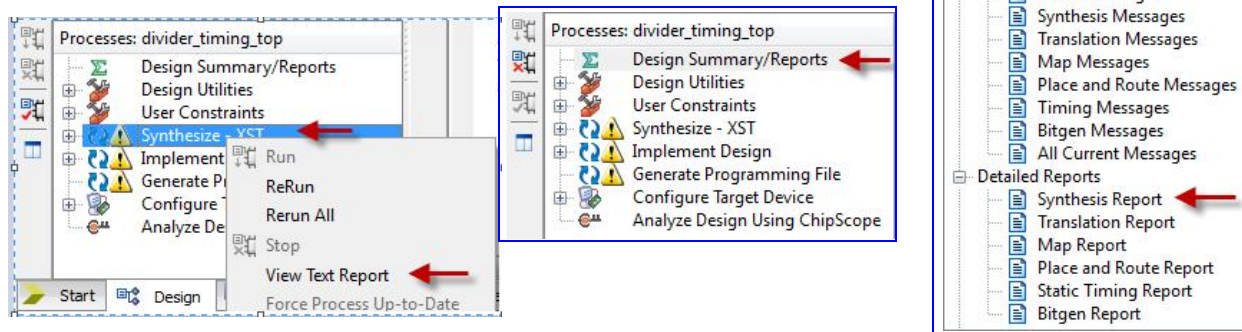 Processes: divider_timing_top
Design Summary/Reports
Design Utilities
User Constraints
Synthesize - XST
Implement
Generate P
Configure
Analyze De
Run
ReRun
Rerun All
Stop
View Text Report
Force Process Up-to-Date
Start
Design
Processes: divider_timing_top
Design Summary/Reports
Design Utilities
User Constraints
Synthesize - XST
Implement Design
Generate Programming File
Configure Target Device
Analyze Design Using ChipScope
Synthesis Messages
Translation Messages
Map Messages
Place and Route Messages
Timing Messages
Bitgen Messages
All Current Messages
Detailed Reports
Synthesis Report
Translation Report
Map Report
Place and Route Report
Static Timing Report
Bitgen Report